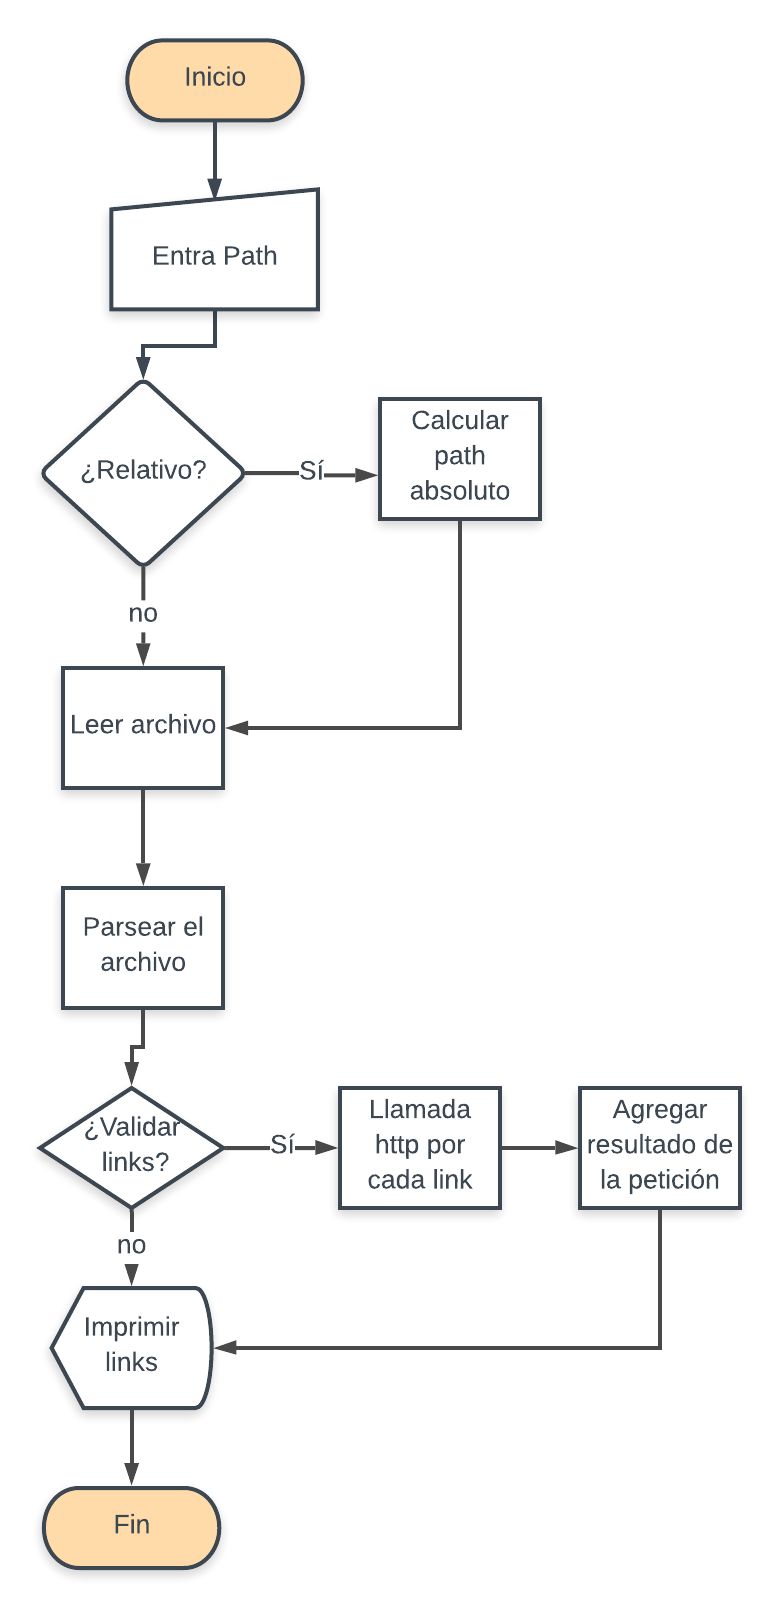 Inicio
Entra Path
¿Relativo?
Sí
Calcular
path
absoluto
no
Leer archivo
Parsear el
archivo
¿Validar
links?
Sí
Llamada
http por
cada link
Agregar
resultado de
la petición
no
Imprimir
links
Fin